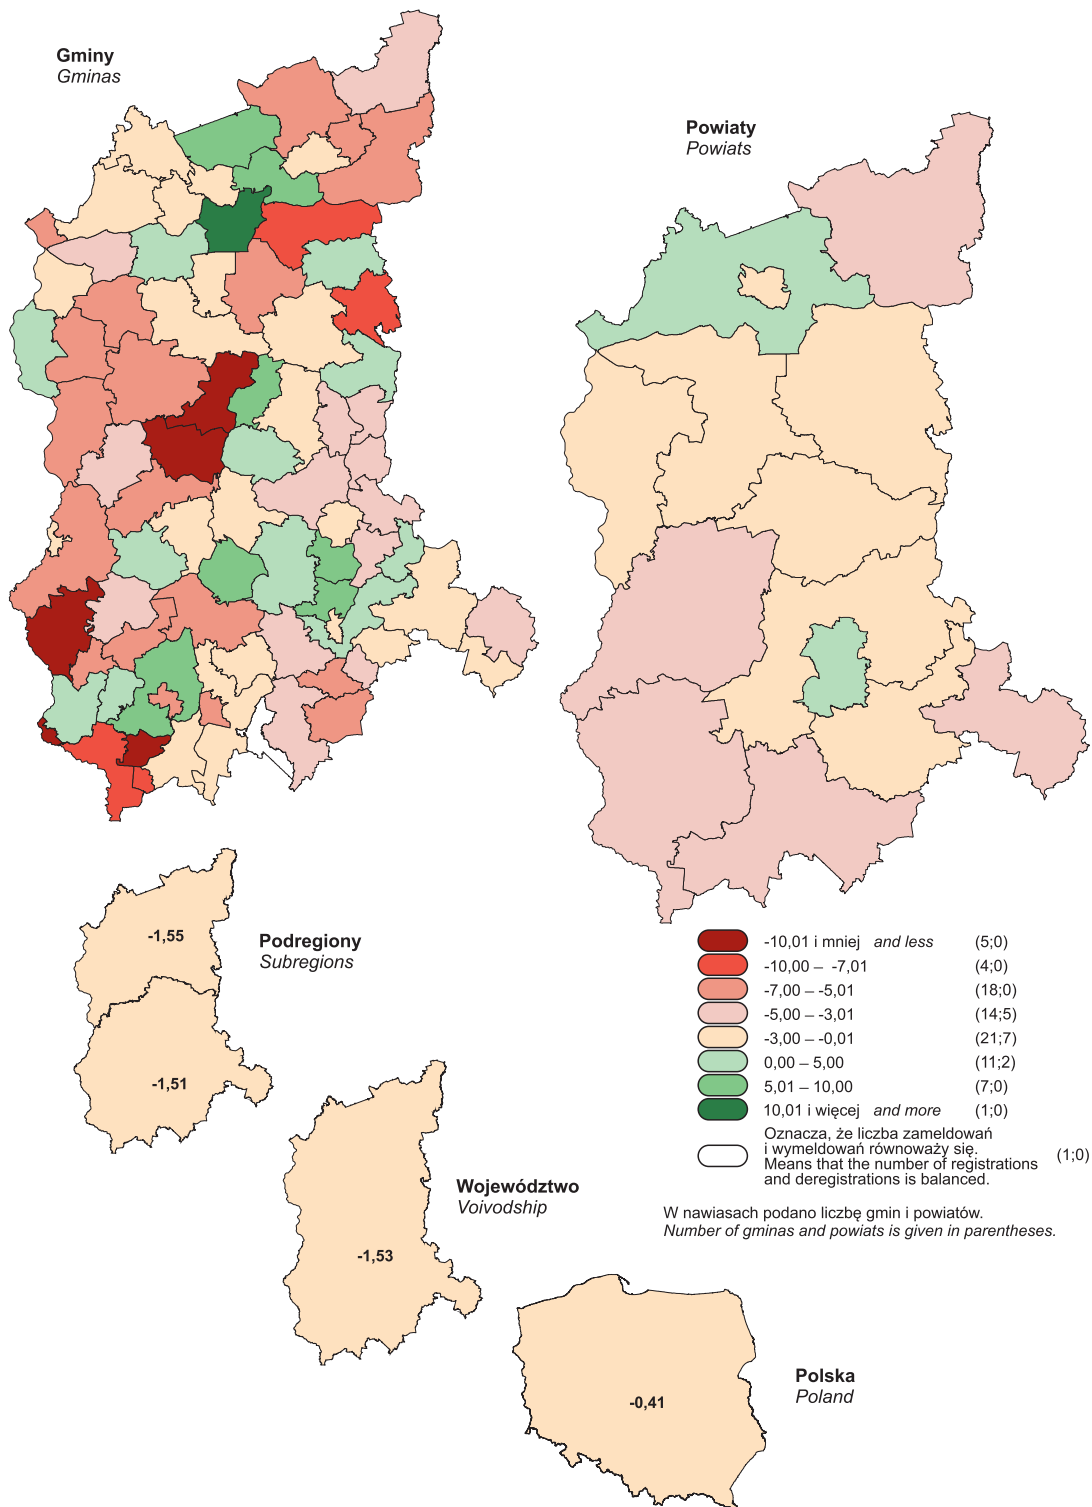 Gminy
Gminas
Powiaty
Powiats
-1,55
-1,51
Podregiony
Subregions
-10,01 i mniej and less (5;0)
-10,00 – -7,01 (4;0)
-7,00 – -5,01 (18;0)
-5,00 – -3,01 (14;5)
-3,00 – -0,01 (21;7)
0,00 – 5,00 (11;2)
5,01 – 10,00 (7;0)
10,01 i więcej and more (1;0)
Oznacza, że liczba zameldowań
i wymeldowań równoważy się.
Means that the number of registrations
and deregistrations is balanced.
(1;0)
W nawiasach podano liczbę gmin i powiatów.
Number of gminas and powiats is given in parentheses.
Województwo
Voivodship
-1,53
Polska
Poland
-0,41